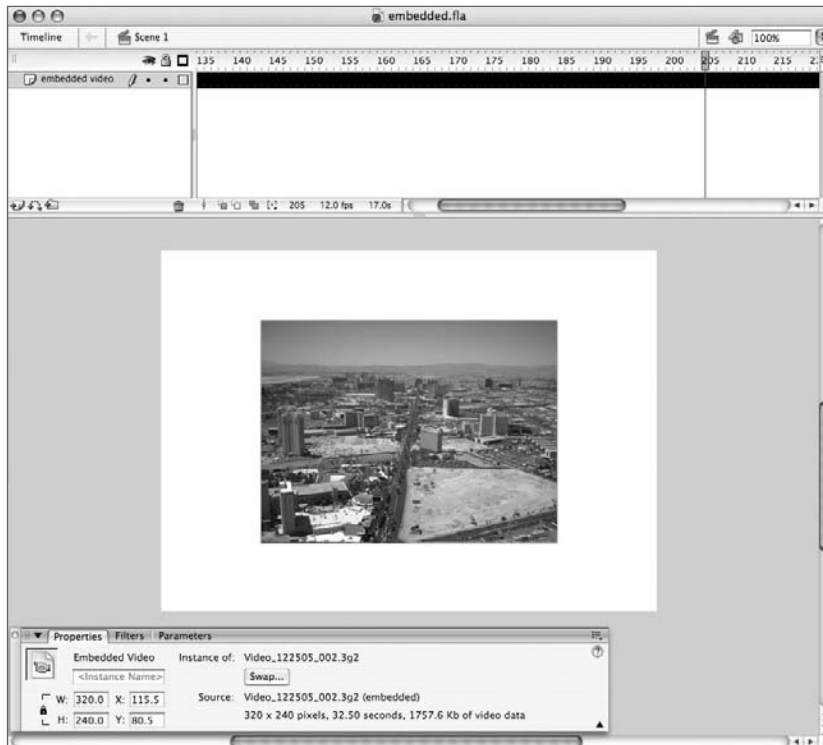 embedded.fla
Timeline Scene 1 100%
135 140 145 150 155 160 165 170 175 180 185 190 195 200 205 210 215
embedded video
205 12.0 fps 17.0s
Properties Filters Parameters
Embedded Video Instance of: Video_122505_002.3g2
<Instance Name> Swap...
W: 320.0 X: 115.5 Source: Video_122505_002.3g2 (embedded)
H: 240.0 Y: 80.5 320 x 240 pixels, 32.50 seconds, 1757.6 Kb of video data